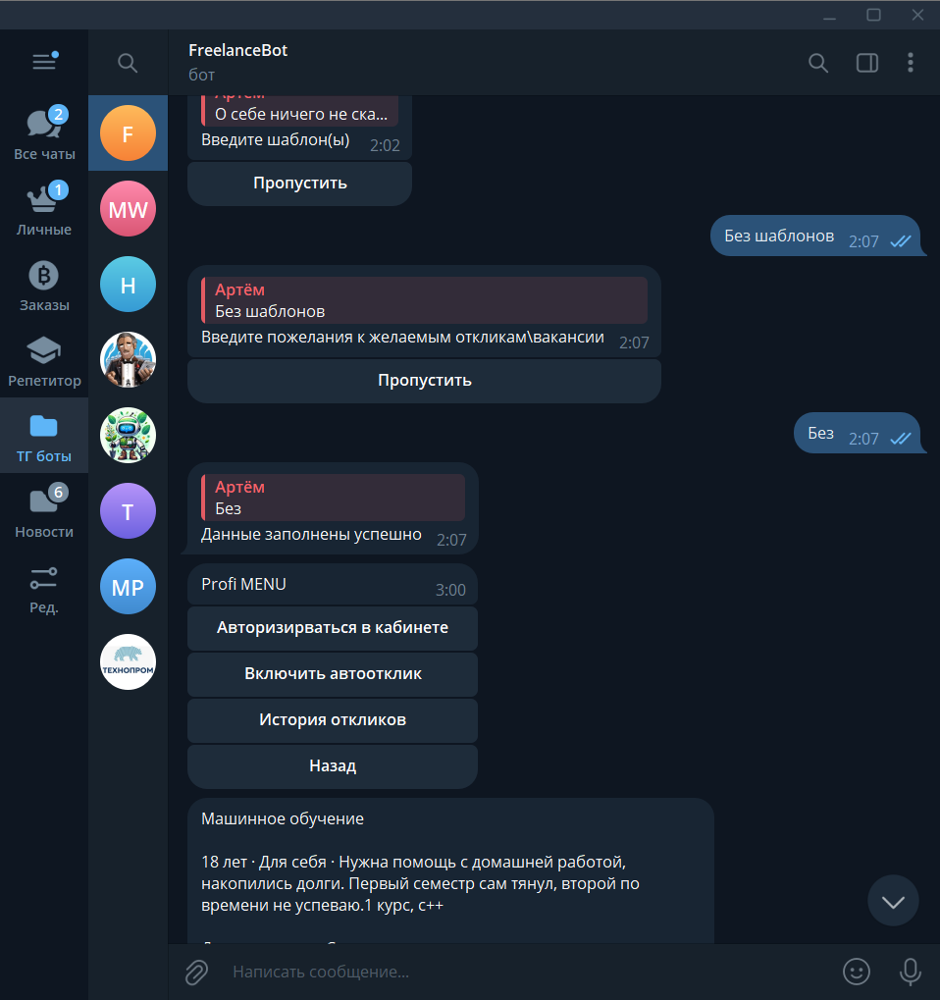 FreelanceBot
бот
2
Все чаты
1
Личные
Заказы
Репетитор
ТГ боты
6
Новости
Ред.
F
MW
H
T
MP
ТЕХНОПРОМ
Артём
О себе ничего не ска...
Введите шаблон(ы) 2:02
Пропустить
Без шаблонов 2:07
Артём
Без шаблонов
Введите пожелания к желаемым откликам\вакансии 2:07
Пропустить
Без 2:07
Артём
Без
Данные заполнены успешно 2:07
Profi MENU 3:00
Авторизирваться в кабинете
Включить автоотклик
История откликов
Назад
Машинное обучение
18 лет · Для себя · Нужна помощь с домашней работой,
накопились долги. Первый семестр сам тянул, второй по
времени не успеваю.1 курс, с++
Написать сообщение...